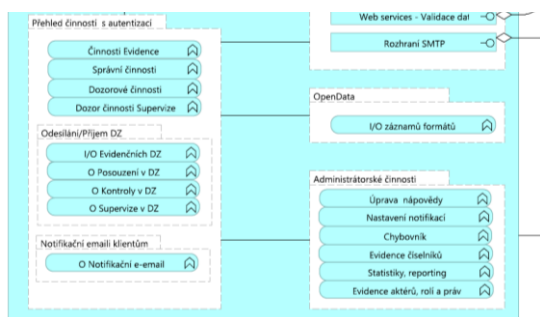 Přehled činností s autentizací
Činnosti Evidence
Správní činnosti
Dozorové činnosti
Dozor činnosti Supervize
Odesílání/Příjem DZ
I/O Evidenčních DZ
O Posouzení v DZ
O Kontroly v DZ
O Supervize v DZ
Notifikační emaili klientům
O Notifikační e-email
Web services - Validace dat
Rozhraní SMTP
OpenData
I/O záznamů formátů
Administrátorské činnosti
Úprava nápovědy
Nastavení notifikací
Chybovník
Evidence číselníků
Statistiky, reporting
Evidence aktérů, rolí a práv